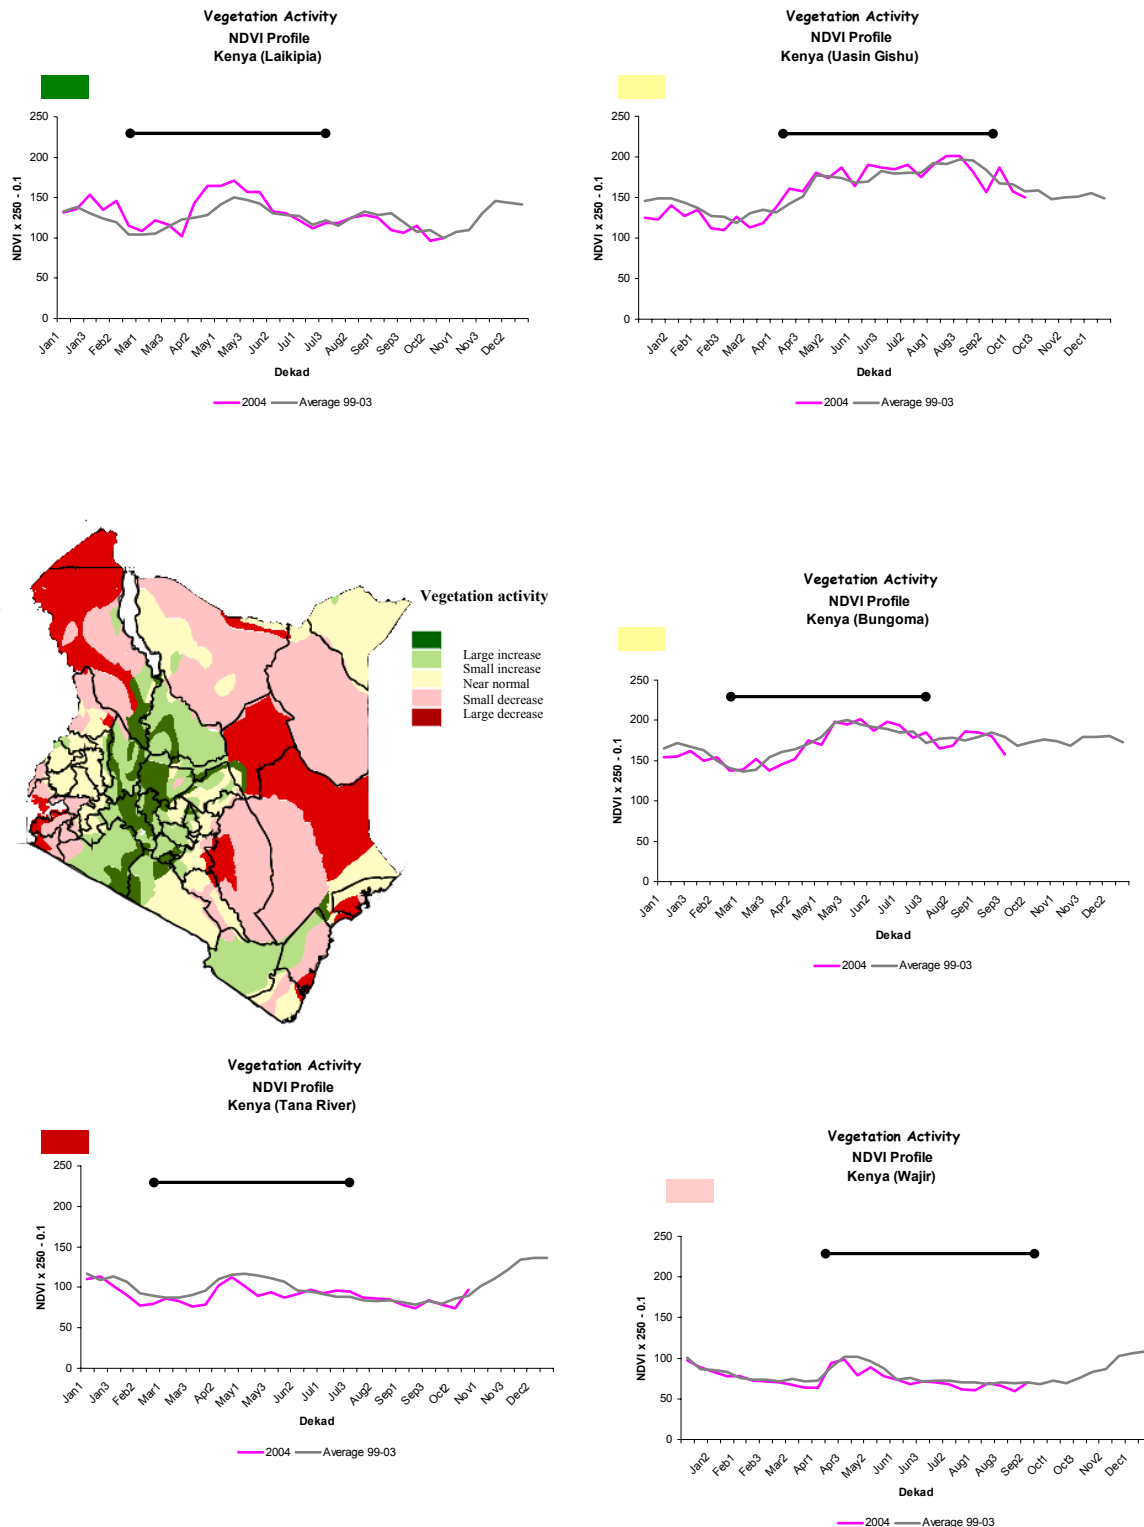 Vegetation Activity
NDVI Profile
Kenya (Laikipia)
250
200
150
100
50
0
NDVI x 250 - 0.1
Jan1
Jan3
Feb2
Mar1
Mar3
Apr2
May1
May3
Jun2
Jul1
Jul3
Aug2
Sep1
Sep3
Oct2
Nov1
Nov3
Dec2
Dekad
2004
Average 99-03
Vegetation Activity
NDVI Profile
Kenya (Uasin Gishu)
250
200
150
100
50
0
NDVI x 250 - 0.1
Jan2
Feb1
Feb3
Mar2
Apr1
Apr3
May2
Jun1
Jun3
Jul2
Aug1
Aug3
Sep2
Oct1
Oct3
Nov2
Dec1
Dekad
2004
Average 99-03
Vegetation activity
Large increase
Small increase
Near normal
Small decrease
Large decrease
Vegetation Activity
NDVI Profile
Kenya (Bungoma)
250
200
150
100
50
0
NDVI x 250 - 0.1
Jan1
Jan3
Feb2
Mar1
Mar3
Apr2
May1
May3
Jun2
Jul1
Jul3
Aug2
Sep1
Sep3
Oct2
Nov1
Nov3
Dec2
Dekad
2004
Average 99-03
Vegetation Activity
NDVI Profile
Kenya (Tana River)
250
200
150
100
50
0
NDVI x 250 - 0.1
Jan1
Jan3
Feb2
Mar1
Mar3
Apr2
May1
May3
Jun2
Jul1
Jul3
Aug2
Sep1
Sep3
Oct2
Nov1
Nov3
Dec2
Dekad
2004
Average 99-03
Vegetation Activity
NDVI Profile
Kenya (Wajir)
250
200
150
100
50
0
NDVI x 250 - 0.1
Jan2
Feb1
Feb3
Mar2
Apr1
Apr3
May2
Jun1
Jun3
Jul2
Aug1
Aug3
Sep2
Oct1
Oct3
Nov2
Dec1
Dekad
2004
Average 99-03